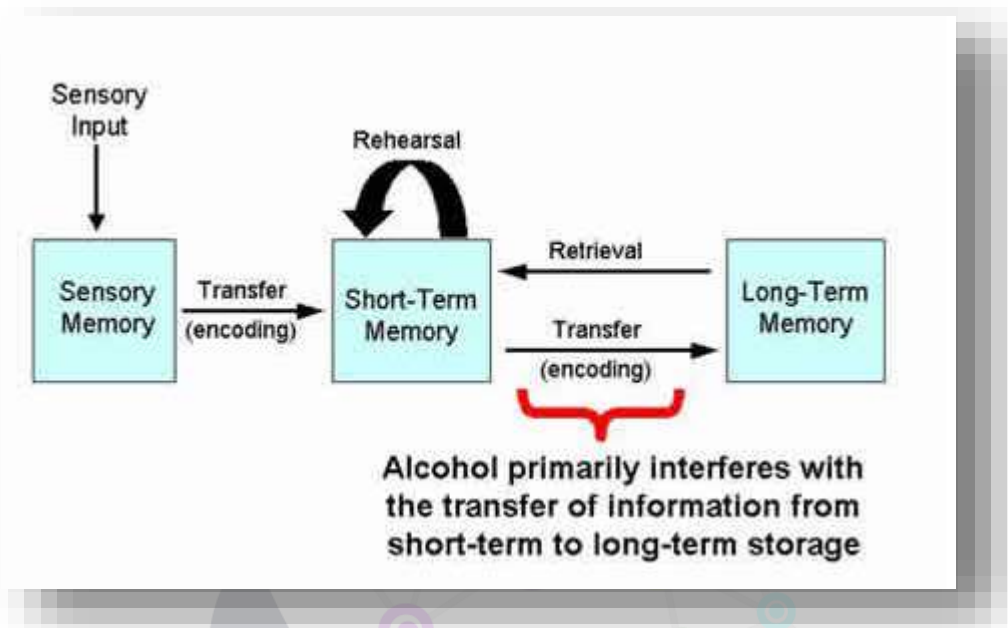 Sensory
Input
Rehearsal
Sensory
Memory
Transfer
(encoding)
Short-Term
Memory
Retrieval
Transfer
(encoding)
Long-Term
Memory
Alcohol primarily interferes with
the transfer of information from
short-term to long-term storage